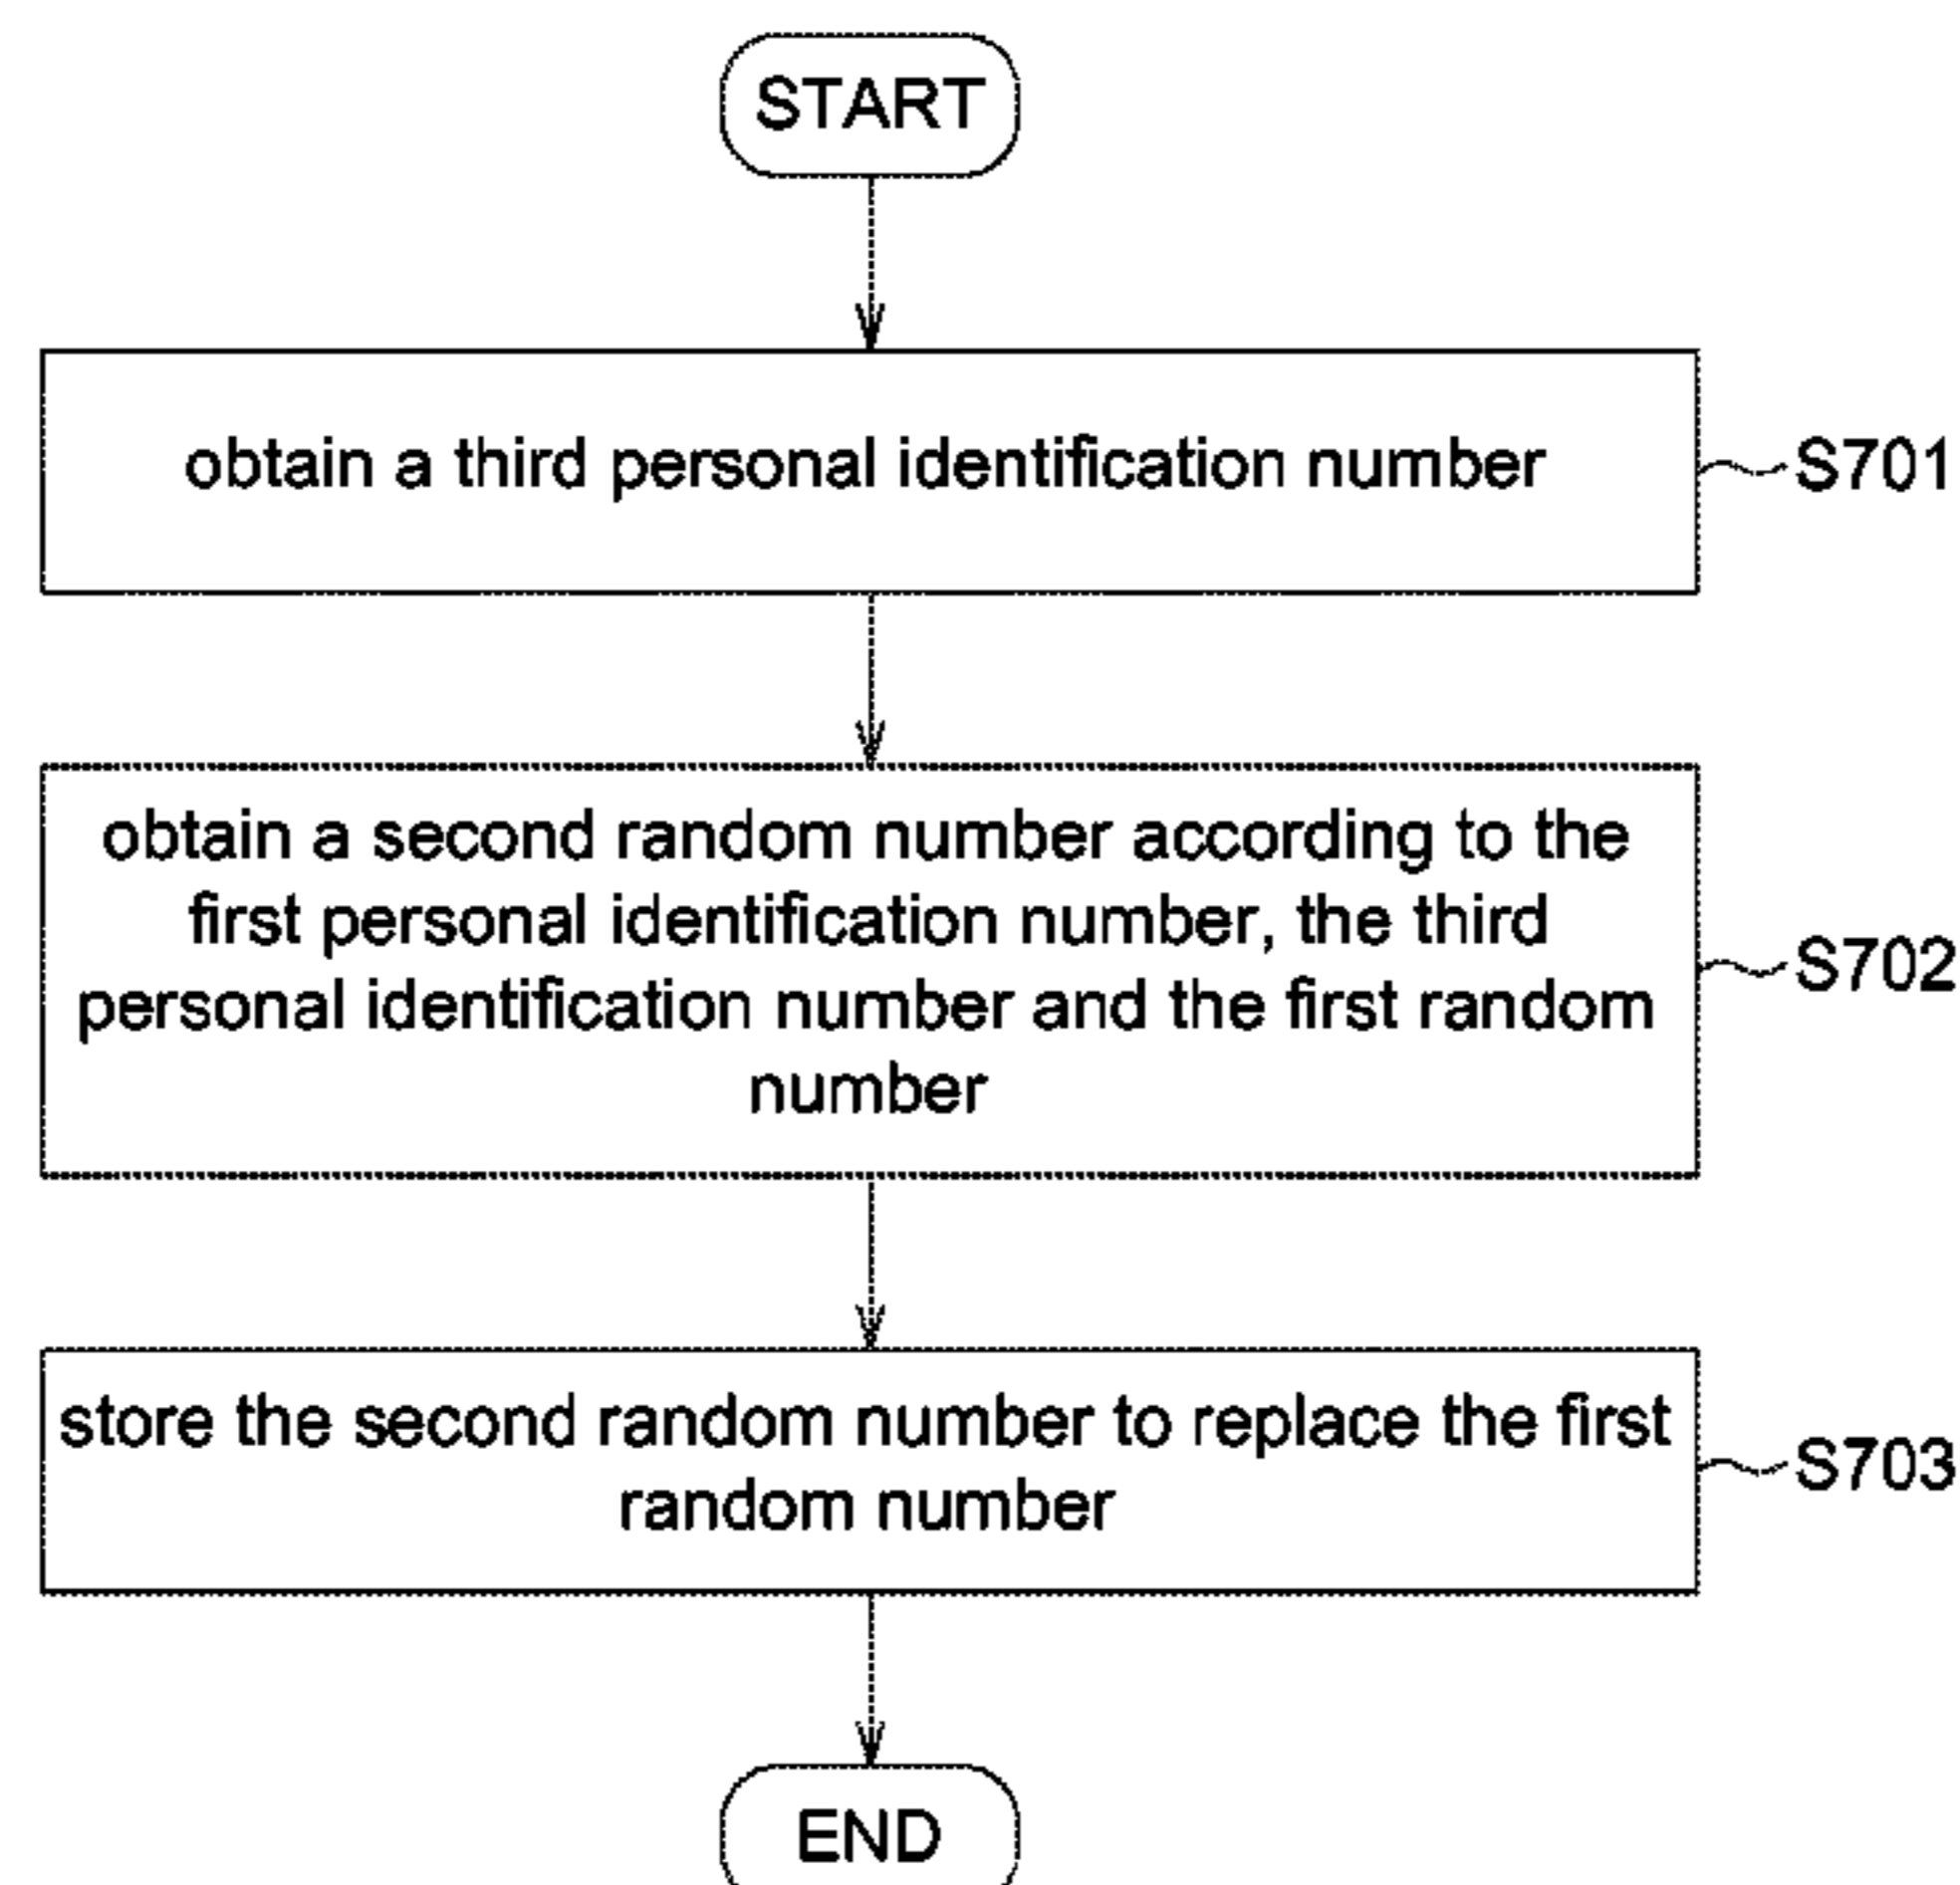 START
obtain a third personal identification number
S701
obtain a second random number according to the
first personal identification number, the third
personal identification number and the first random
number
S702
store the second random number to replace the first
random number
S703
END